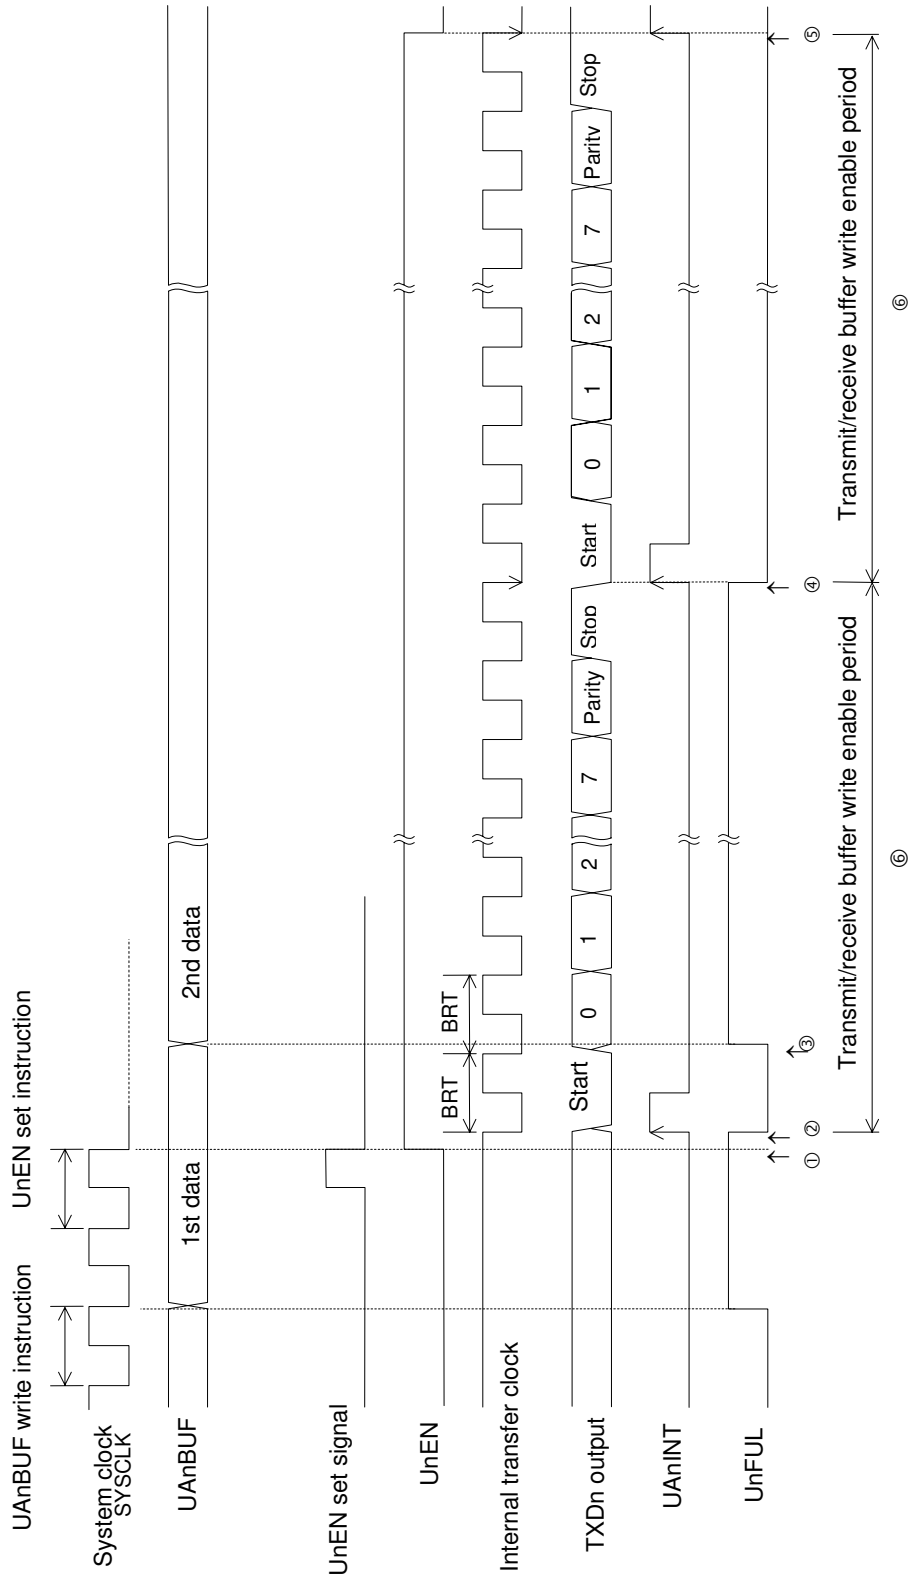 UAnBUF write instruction
UnEN set instruction
System clock
SYSCLK
UAnBUF
1st data
2nd data
UnEN set signal
UnEN
BRT
BRT
Internal transfer clock
TXDn output
Start
0
1
2
7
Parity
Stop
Start
0
1
2
7
Parity
Stop
UAnINT
UnFUL
①
②
③
④
⑤
Transmit/receive buffer write enable period
Transmit/receive buffer write enable period
⑥
⑥